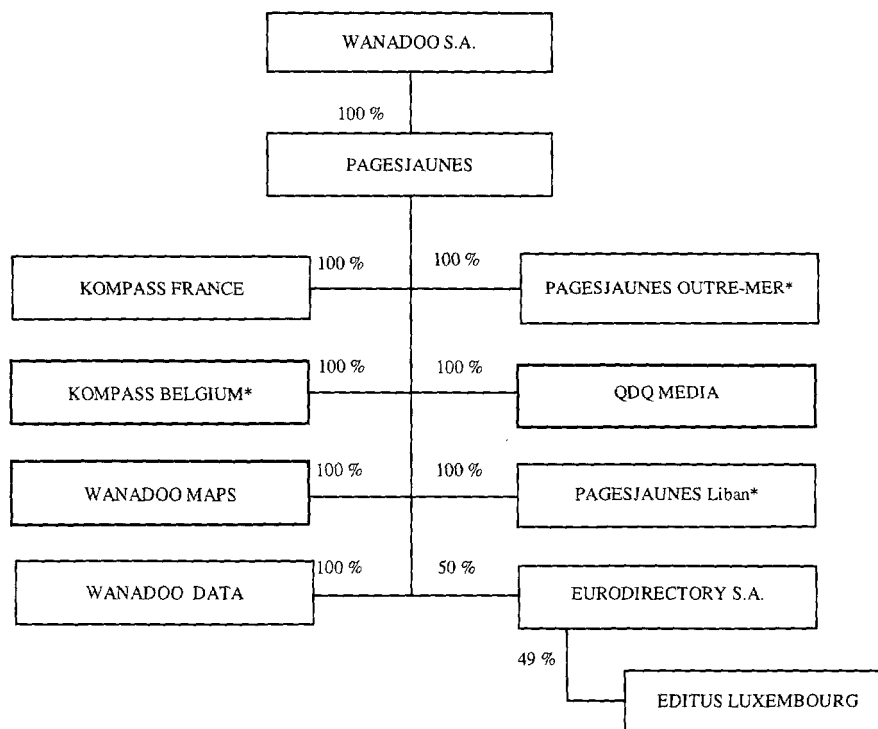 WANADOO S.A.
100 %
PAGESJAUNES
100 % 100 %
KOMPASS FRANCE PAGESJAUNES OUTRE-MER*
100 % 100 %
KOMPASS BELGIUM* QDQ MEDIA
100 % 100 %
WANADOO MAPS PAGESJAUNES Liban*
100 % 50 %
WANADOO DATA EURODIRECTORY S.A.
49 %
EDITUS LUXEMBOURG